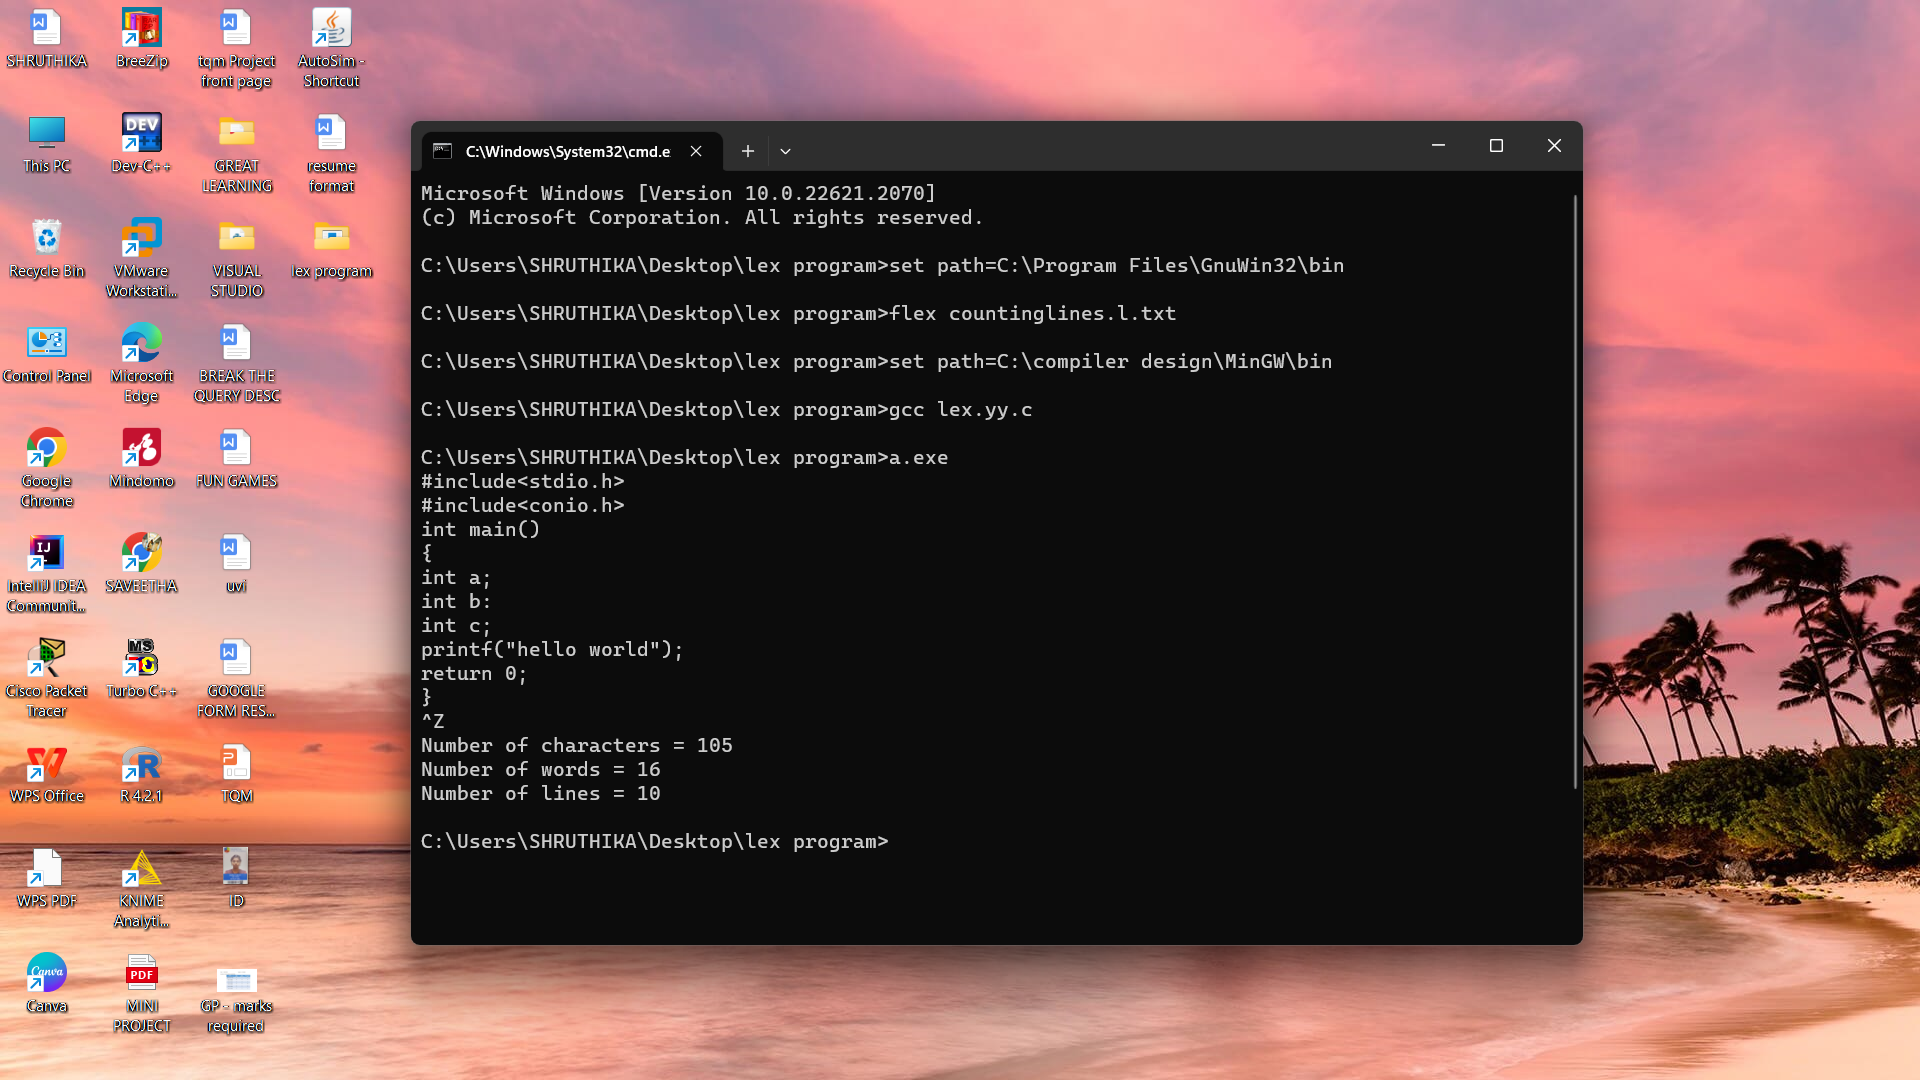 SHRUTHIKA
BreeZip
tqm Project
front page
AutoSim -
Shortcut
This PC
DEV
Dev-C++
GREAT
LEARNING
resume
format
Recycle Bin
VMware
Workstati...
VISUAL
STUDIO
lex program
Control Panel
Microsoft
Edge
BREAK THE
QUERY DESC
Google
Chrome
Mindomo
FUN GAMES
IJ
IntelliJ IDEA
Communit...
SAVEETHA
uvi
Cisco Packet
Tracer
MS
Turbo C++
GOOGLE
FORM RES...
WPS Office
R 4.2.1
TQM
WPS PDF
KNIME
Analyti...
ID
Canva
Canva
PDF
MINI
PROJECT
GP - marks
required
C:\Windows\System32\cmd.e
Microsoft Windows [Version 10.0.22621.2070]
(c) Microsoft Corporation. All rights reserved.
C:\Users\SHRUTHIKA\Desktop\lex program>set path=C:\Program Files\GnuWin32\bin
C:\Users\SHRUTHIKA\Desktop\lex program>flex countinglines.l.txt
C:\Users\SHRUTHIKA\Desktop\lex program>set path=C:\compiler design\MinGW\bin
C:\Users\SHRUTHIKA\Desktop\lex program>gcc lex.yy.c
C:\Users\SHRUTHIKA\Desktop\lex program>a.exe
#include<stdio.h>
#include<conio.h>
int main()
{
int a;
int b:
int c;
printf("hello world");
return 0;
}
^Z
Number of characters = 105
Number of words = 16
Number of lines = 10
C:\Users\SHRUTHIKA\Desktop\lex program>